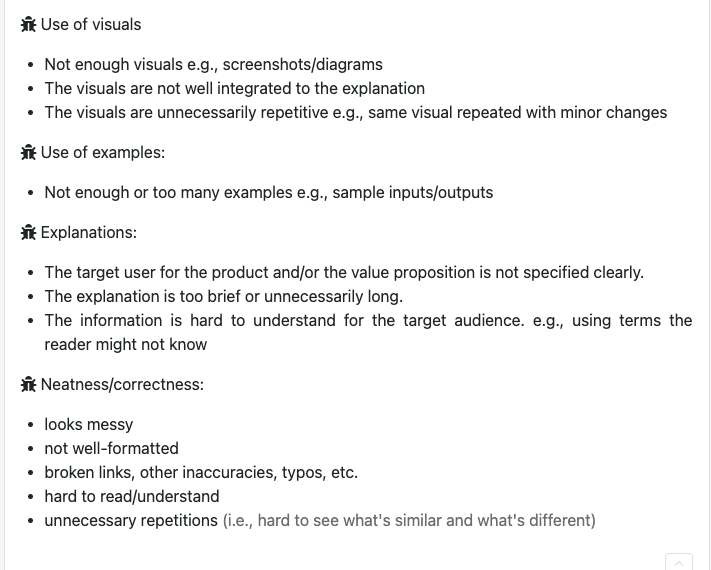 Use of visuals
• Not enough visuals e.g., screenshots/diagrams
• The visuals are not well integrated to the explanation
• The visuals are unnecessarily repetitive e.g., same visual repeated with minor changes
Use of examples:
• Not enough or too many examples e.g., sample inputs/outputs
Explanations:
• The target user for the product and/or the value proposition is not specified clearly.
• The explanation is too brief or unnecessarily long.
• The information is hard to understand for the target audience. e.g., using terms the
reader might not know
Neatness/correctness:
• looks messy
• not well-formatted
• broken links, other inaccuracies, typos, etc.
• hard to read/understand
• unnecessary repetitions (i.e., hard to see what's similar and what's different)